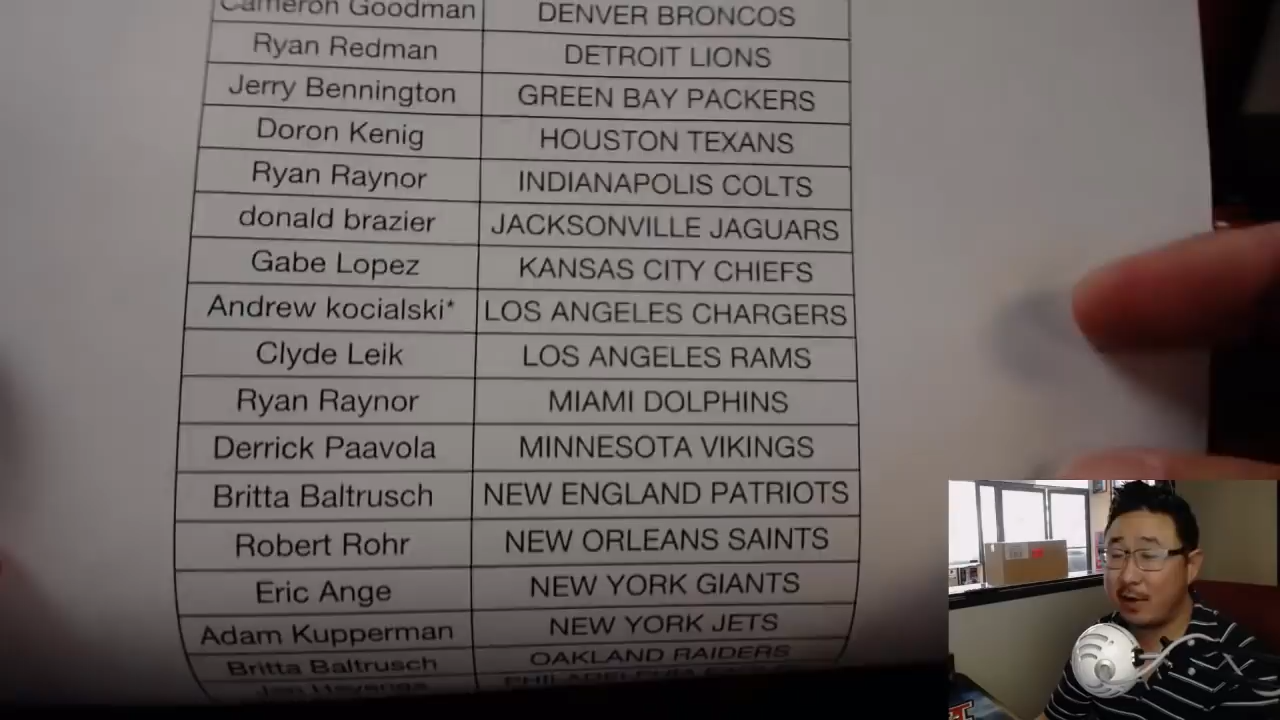 Cameron Goodman DENVER BRONCOS
Ryan Redman DETROIT LIONS
Jerry Bennington GREEN BAY PACKERS
Doron Kenig HOUSTON TEXANS
Ryan Raynor INDIANAPOLIS COLTS
donald brazier JACKSONVILLE JAGUARS
Gabe Lopez KANSAS CITY CHIEFS
Andrew kocialski* LOS ANGELES CHARGERS
Clyde Leik LOS ANGELES RAMS
Ryan Raynor MIAMI DOLPHINS
Derrick Paavola MINNESOTA VIKINGS
Britta Baltrusch NEW ENGLAND PATRIOTS
Robert Rohr NEW ORLEANS SAINTS
Eric Ange NEW YORK GIANTS
Adam Kupperman NEW YORK JETS
Britta Baltrusch OAKLAND RAIDERS
PHILADELPHIA